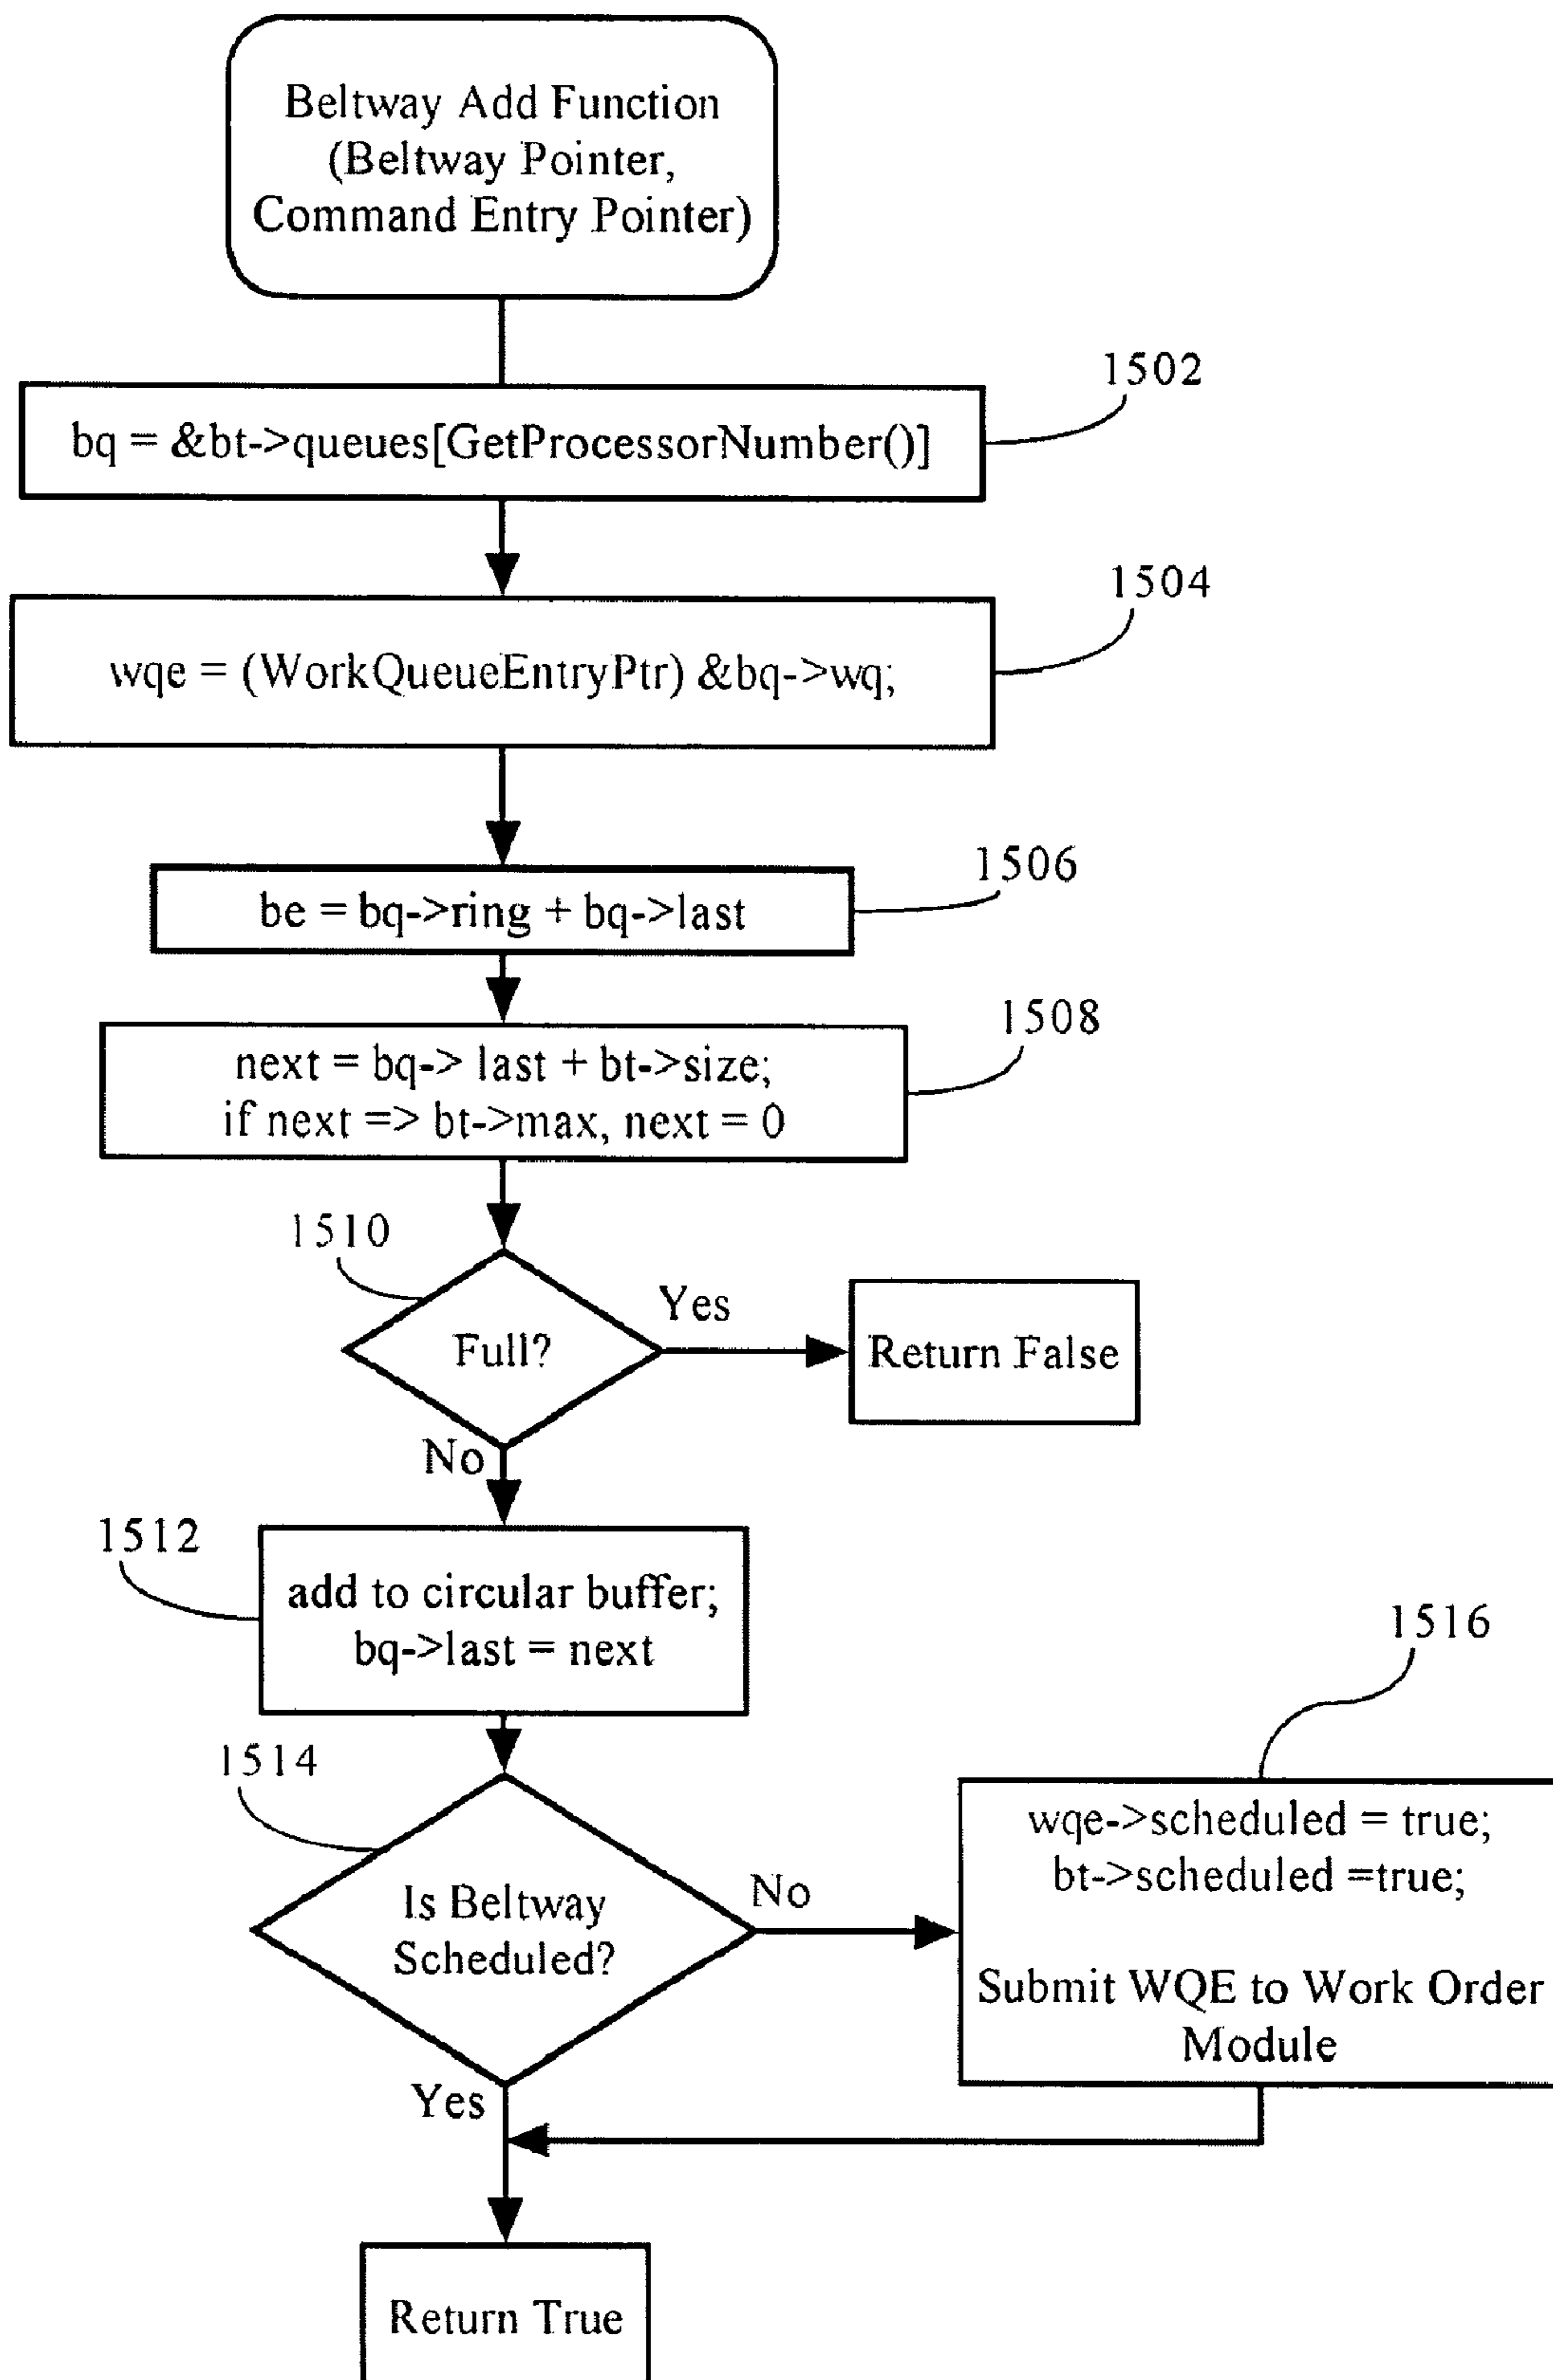 Beltway Add Function
(Beltway Pointer,
Command Entry Pointer)
1502
bq = &bt->queues[GetProcessorNumber()]
1504
wqe = (WorkQueueEntryPtr) &bq->wq;
1506
be = bq->ring + bq->last
1508
next = bq-> last + bt->size;
if next => bt->max, next = 0
1510
Full?
Yes
Return False
No
1512
add to circular buffer;
bq->last = next
1514
Is Beltway
Scheduled?
No
1516
wqe->scheduled = true;
bt->scheduled =true;
Submit WQE to Work Order
Module
Yes
Return True